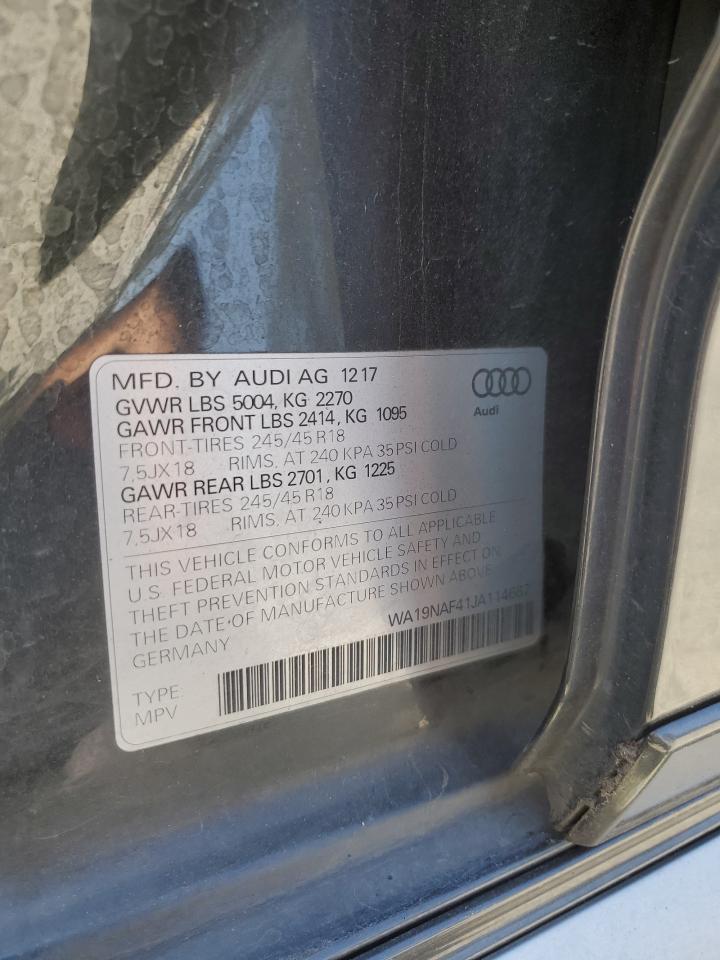 MFD. BY AUDI AG 12 17
Audi
GVWR LBS 5004, KG 2270
GAWR FRONT LBS 2414, KG 1095
FRONT-TIRES 245/45 R18
7,5JX18 RIMS, AT 240 KPA 35 PSI COLD
GAWR REAR LBS 2701, KG 1225
REAR-TIRES 245/45 R18
7,5JX18 RIMS, AT 240 KPA 35 PSI COLD
THIS VEHICLE CONFORMS TO ALL APPLICABLE
U.S. FEDERAL MOTOR VEHICLE SAFETY AND
THEFT PREVENTION STANDARDS IN EFFECT ON
THE DATE OF MANUFACTURE SHOWN ABOVE
GERMANY WA19NAF41JA114687
TYPE:
MPV